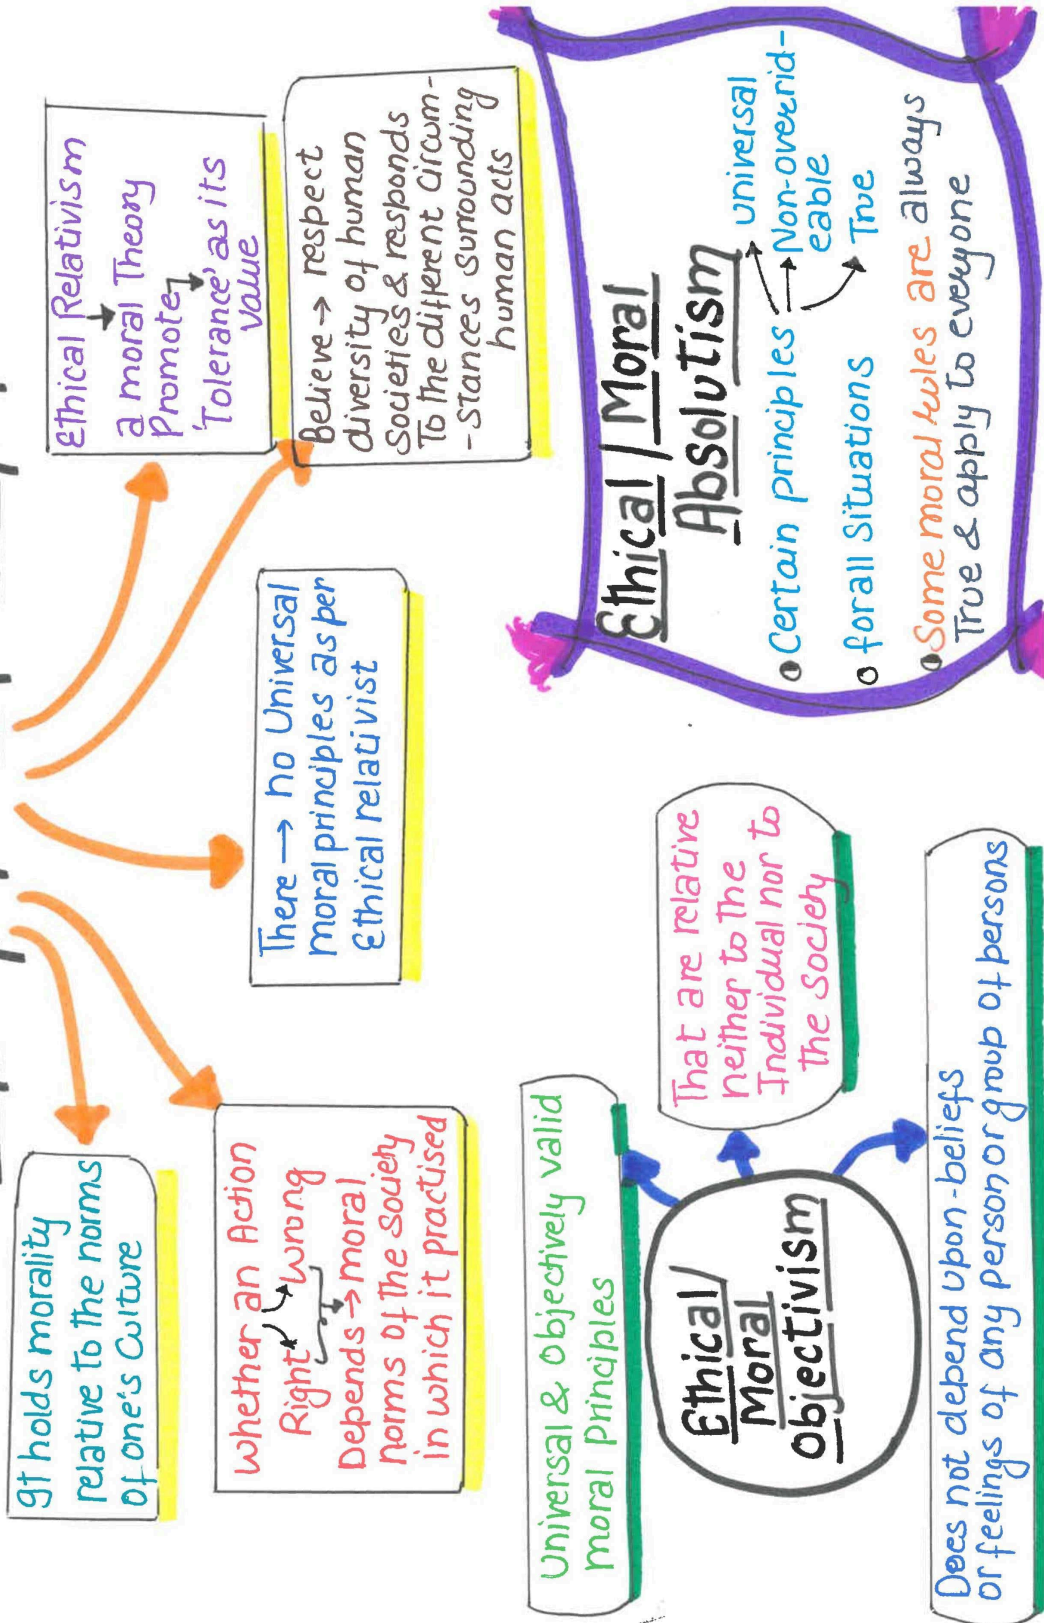 It holds morality
relative to the norms
of one's Culture
Whether an Action
Right Wrong
Depends → moral
norms of the Society
in which it practised
There → no Universal
moral principles as per
Ethical relativist
Ethical Relativism
a moral Theory
Promote
'Tolerance' as its
value
Believe → respect
diversity of human
Societies & responds
To the different circum-
-stances surrounding
human acts
Ethical/
Moral
Objectivism
Universal & Objectively valid
moral Principles
That are relative
neither to the
Individual nor to
the society
Does not depend upon-beliefs
or feelings of any person or group of persons
Ethical/Moral
Absolutism
Certain principles → universal
→ Non-overrid-
eable
→ True
for all Situations
Some moral rules are always
True & apply to everyone